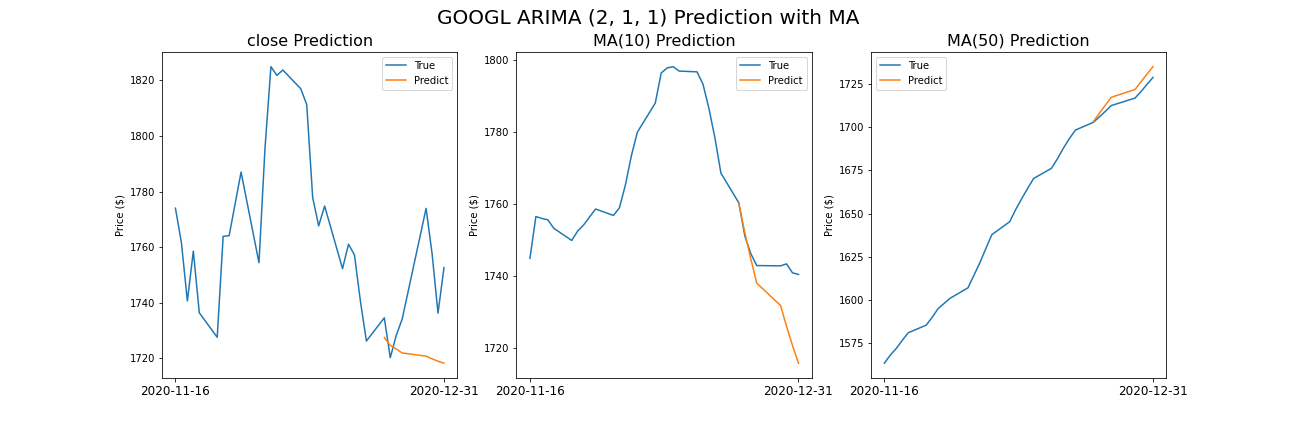 GOOGL ARIMA (2, 1, 1) Prediction with MA
close Prediction
True
Predict
Price ($)
1820
1800
1780
1760
1740
1720
2020-11-16
2020-12-31
MA(10) Prediction
True
Predict
Price ($)
1800
1780
1760
1740
1720
2020-11-16
2020-12-31
MA(50) Prediction
True
Predict
Price ($)
1725
1700
1675
1650
1625
1600
1575
2020-11-16
2020-12-31